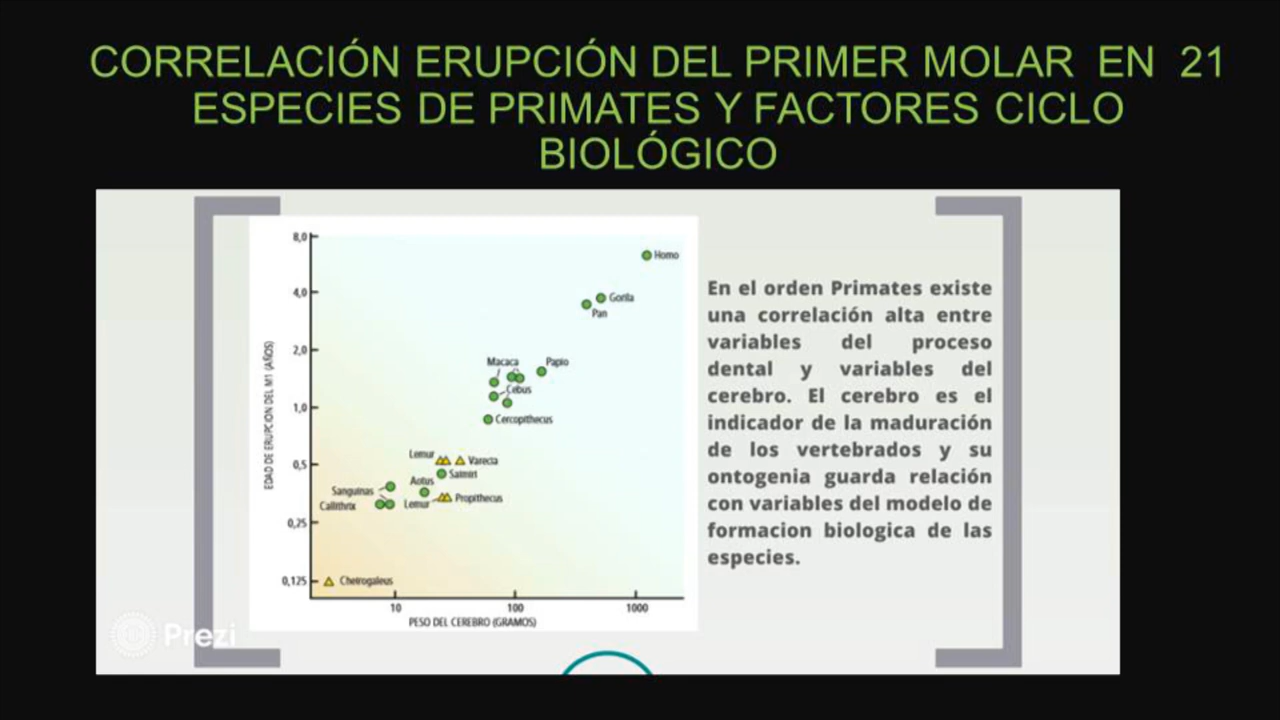 CORRELACIÓN ERUPCIÓN DEL PRIMER MOLAR EN 21
ESPECIES DE PRIMATES Y FACTORES CICLO
BIOLÓGICO
8,0
Homo
4,0
Gorila
Pan
2,0
Macaca
Papio
Cebus
1,0
Cercopithecus
EDAD DE ERUPCION DEL M1 (AÑOS)
0,5
Lemur
Varecia
Saimiri
Aotus
Sanguinas
Callithrix
Lemur
Propithecus
0,25
0,125
Cheirogaleus
10
100
1000
PESO DEL CEREBRO (GRAMOS)
En el orden Primates existe
una correlación alta entre
variables del proceso
dental y variables del
cerebro. El cerebro es el
indicador de la maduración
de los vertebrados y su
ontogenia guarda relación
con variables del modelo de
formacion biologica de las
especies.
Prezi